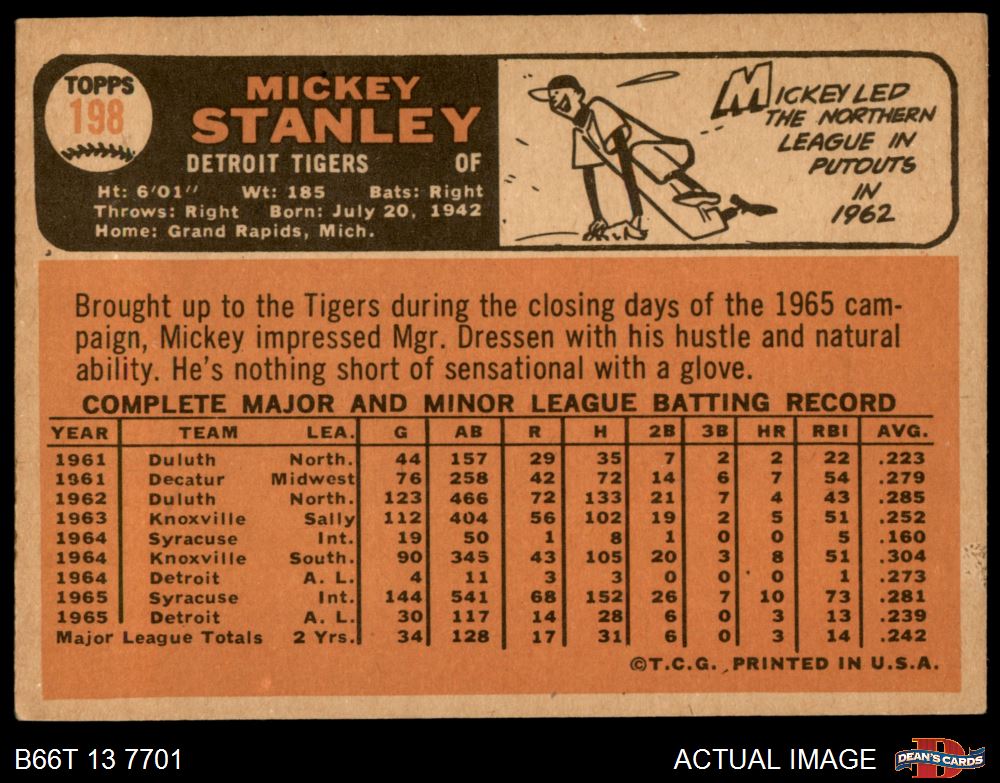 TOPPS
198
MICKEY
STANLEY
DETROIT TIGERS OF
Ht: 6'01" Wt: 185 Bats: Right
Throws: Right Born: July 20, 1942
Home: Grand Rapids, Mich.
MICKEY LED
THE NORTHERN
LEAGUE IN
PUTOUTS
IN
1962
Brought up to the Tigers during the closing days of the 1965 cam-
paign, Mickey impressed Mgr. Dressen with his hustle and natural
ability. He's nothing short of sensational with a glove.
COMPLETE MAJOR AND MINOR LEAGUE BATTING RECORD
YEAR TEAM LEA. G AB R H 2B 3B HR RBI AVG.
1961 Duluth North. 44 157 29 35 7 2 2 22 .223
1961 Decatur Midwest 76 258 42 72 14 6 7 54 .279
1962 Duluth North. 123 466 72 133 21 7 4 43 .285
1963 Knoxville Sally 112 404 56 102 19 2 5 51 .252
1964 Syracuse Int. 19 50 1 8 1 0 0 5 .160
1964 Knoxville South. 90 345 43 105 20 3 8 51 .304
1964 Detroit A. L. 4 11 3 3 0 0 0 1 .273
1965 Syracuse Int. 144 541 68 152 26 7 10 73 .281
1965 Detroit A. L. 30 117 14 28 6 0 3 13 .239
Major League Totals 2 Yrs. 34 128 17 31 6 0 3 14 .242
©T.C.G. PRINTED IN U.S.A.
B66T 13 7701 ACTUAL IMAGE
D
DEAN'S CARDS